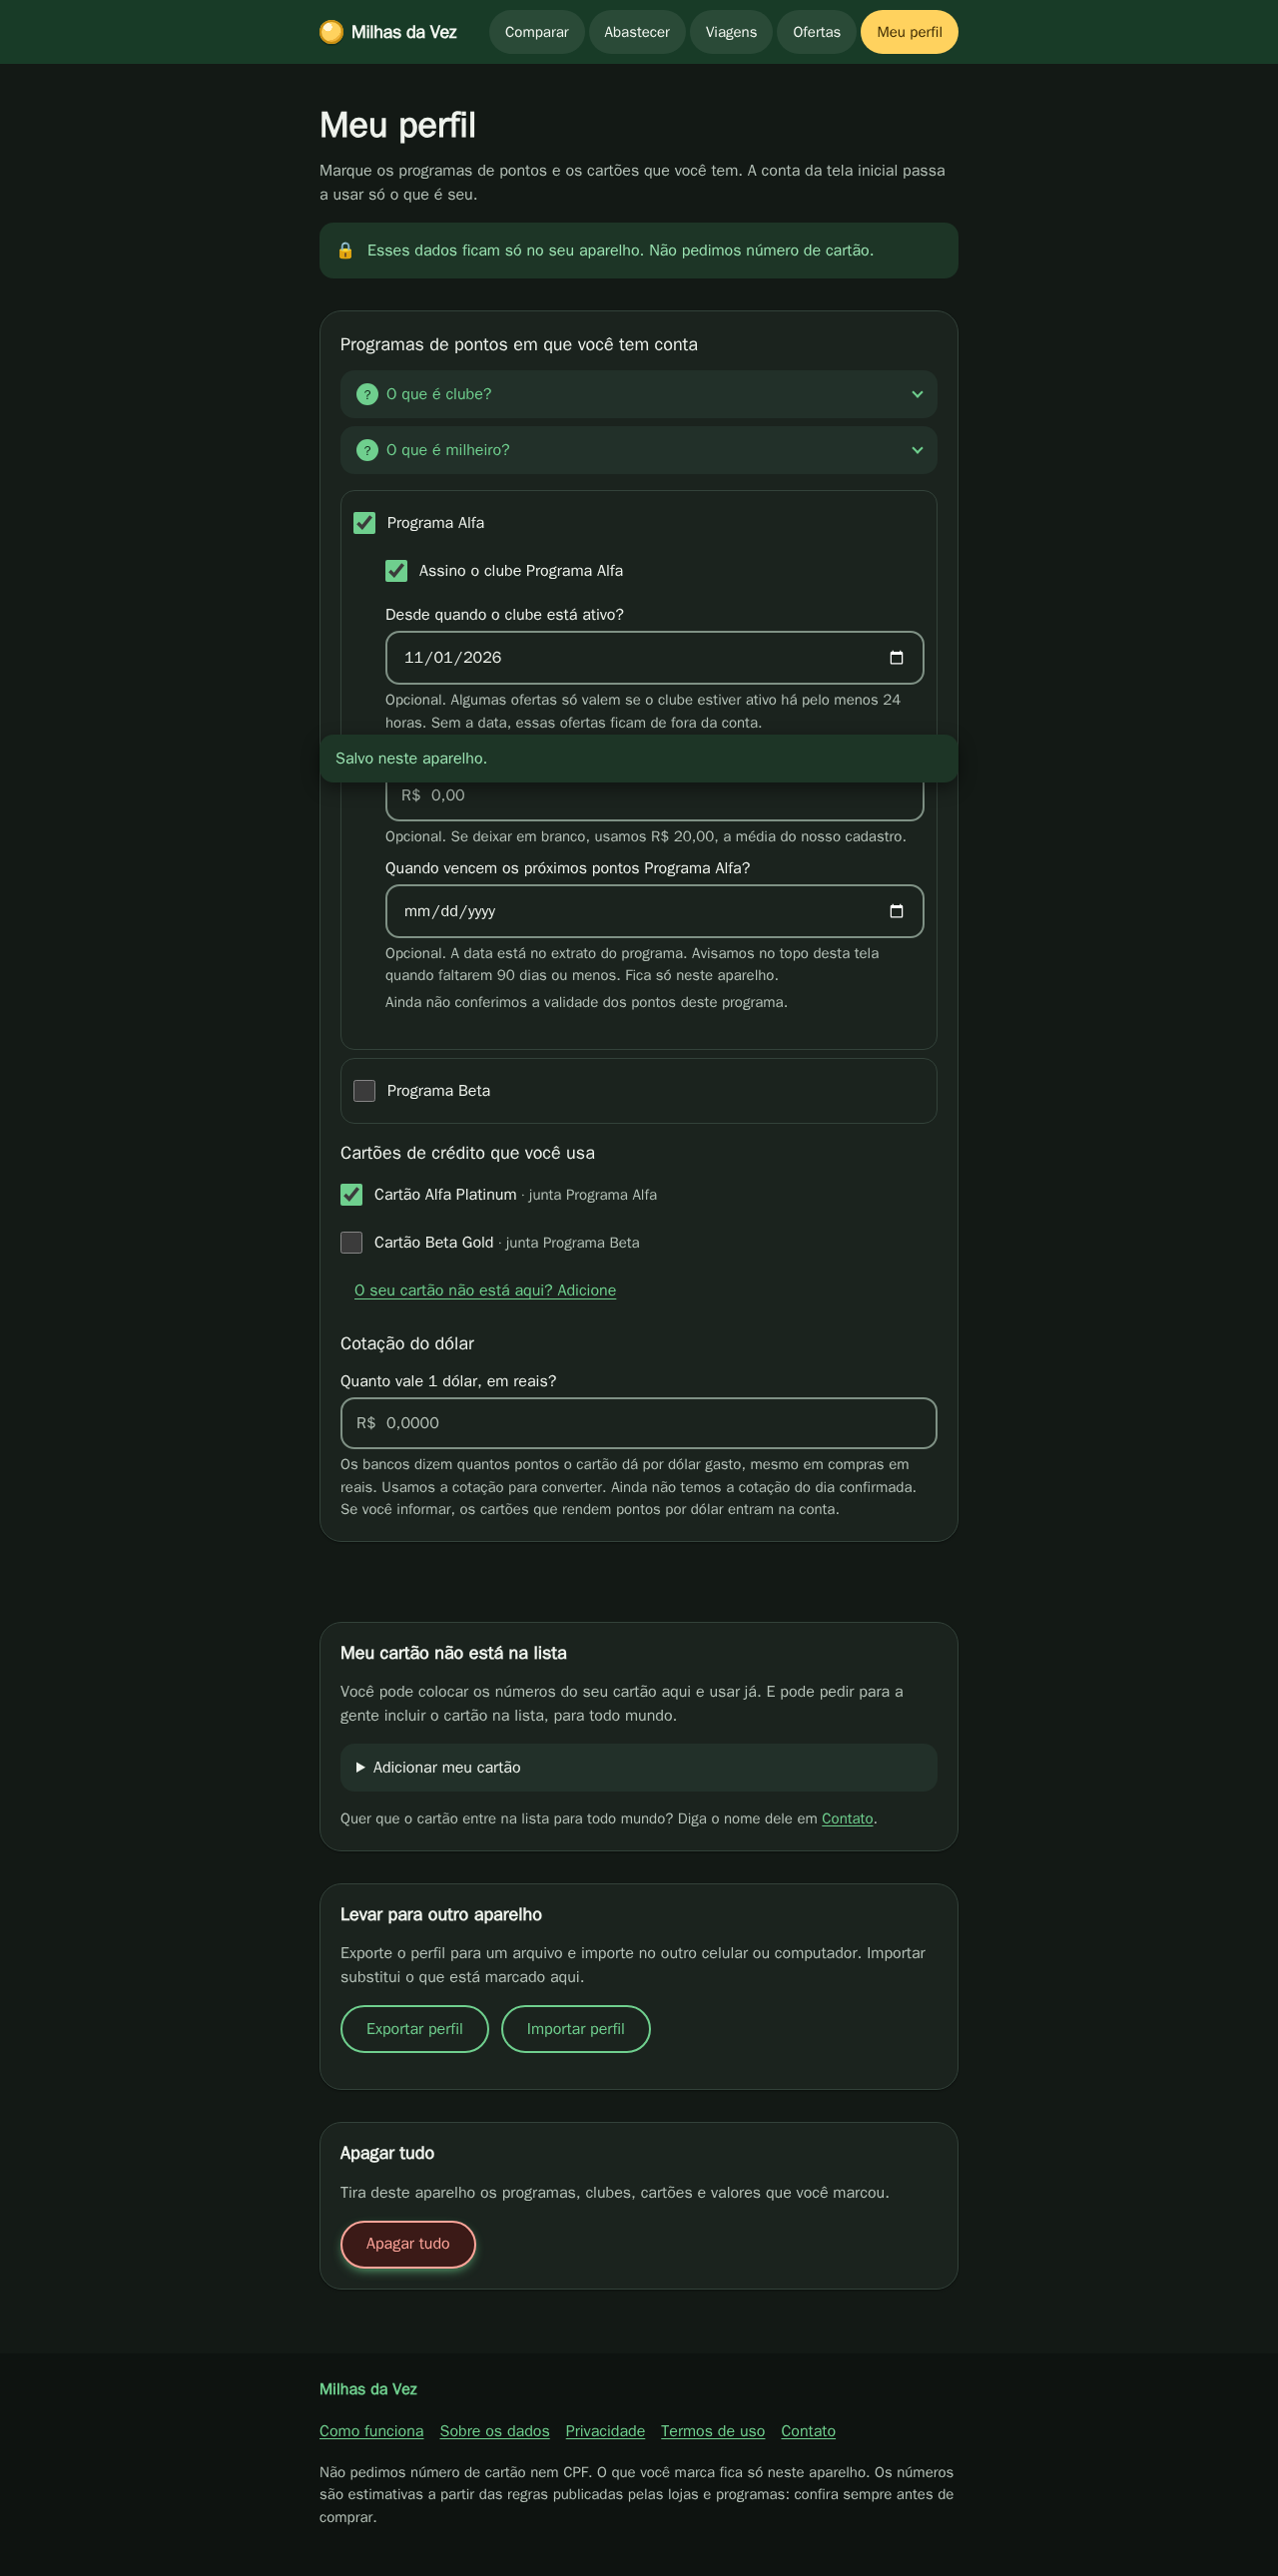 Milhas da Vez
Comparar
Abastecer
Viagens
Ofertas
Meu perfil
Meu perfil
Marque os programas de pontos e os cartões que você tem. A conta da tela inicial passa
a usar só o que é seu.
Esses dados ficam só no seu aparelho. Não pedimos número de cartão.
Programas de pontos em que você tem conta
? O que é clube?
? O que é milheiro?
Programa Alfa
Assino o clube Programa Alfa
Desde quando o clube está ativo?
11/01/2026
Opcional. Algumas ofertas só valem se o clube estiver ativo há pelo menos 24
horas. Sem a data, essas ofertas ficam de fora da conta.
Salvo neste aparelho.
R$ 0,00
Opcional. Se deixar em branco, usamos R$ 20,00, a média do nosso cadastro.
Quando vencem os próximos pontos Programa Alfa?
mm/dd/yyyy
Opcional. A data está no extrato do programa. Avisamos no topo desta tela
quando faltarem 90 dias ou menos. Fica só neste aparelho.
Ainda não conferimos a validade dos pontos deste programa.
Programa Beta
Cartões de crédito que você usa
Cartão Alfa Platinum · junta Programa Alfa
Cartão Beta Gold · junta Programa Beta
O seu cartão não está aqui? Adicione
Cotação do dólar
Quanto vale 1 dólar, em reais?
R$ 0,0000
Os bancos dizem quantos pontos o cartão dá por dólar gasto, mesmo em compras em
reais. Usamos a cotação para converter. Ainda não temos a cotação do dia confirmada.
Se você informar, os cartões que rendem pontos por dólar entram na conta.
Meu cartão não está na lista
Você pode colocar os números do seu cartão aqui e usar já. E pode pedir para a
gente incluir o cartão na lista, para todo mundo.
Adicionar meu cartão
Quer que o cartão entre na lista para todo mundo? Diga o nome dele em Contato.
Levar para outro aparelho
Exporte o perfil para um arquivo e importe no outro celular ou computador. Importar
substitui o que está marcado aqui.
Exportar perfil
Importar perfil
Apagar tudo
Tira deste aparelho os programas, clubes, cartões e valores que você marcou.
Apagar tudo
Milhas da Vez
Como funciona
Sobre os dados
Privacidade
Termos de uso
Contato
Não pedimos número de cartão nem CPF. O que você marca fica só neste aparelho. Os números
são estimativas a partir das regras publicadas pelas lojas e programas: confira sempre antes de
comprar.